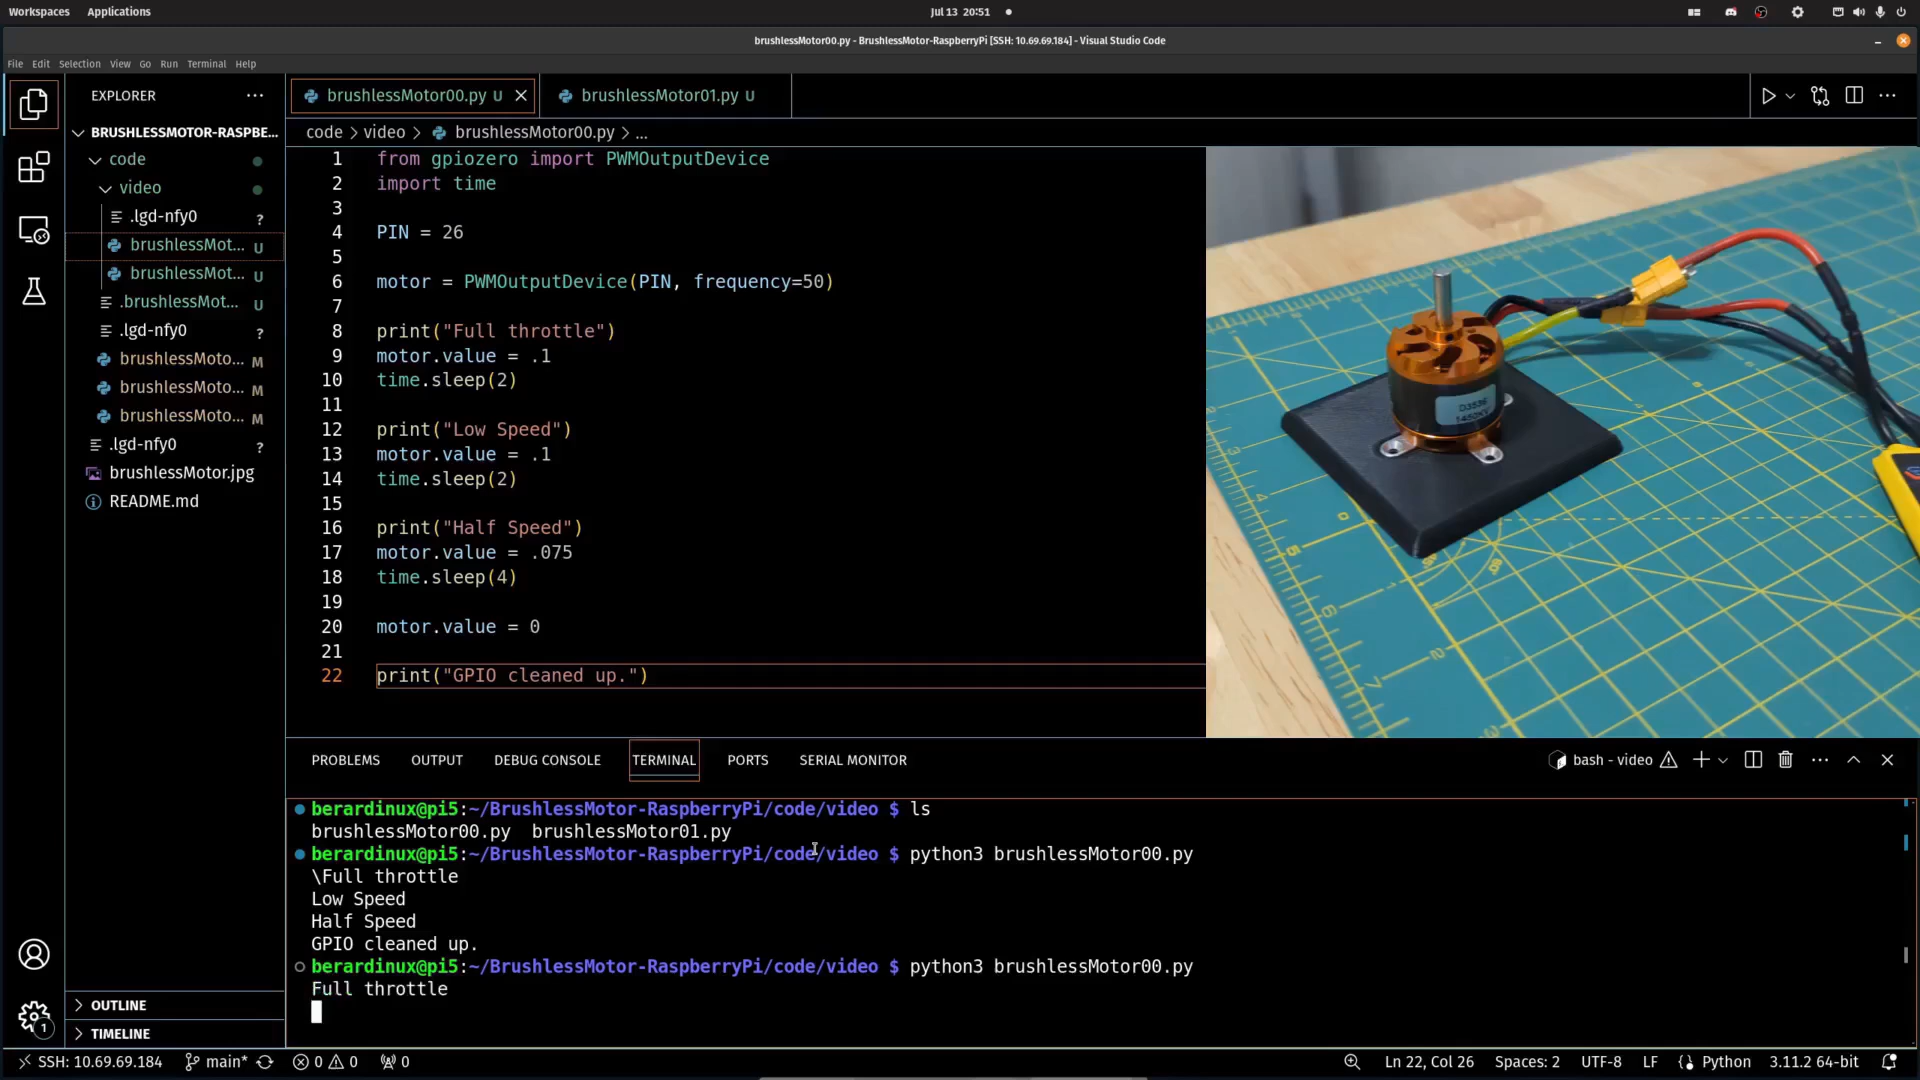 Workspaces Applications Jul 13 20:51
brushlessMotor00.py - BrushlessMotor-RaspberryPi [SSH: 10.69.69.184] - Visual Studio Code
File Edit Selection View Go Run Terminal Help
EXPLORER
BRUSHLESSMOTOR-RASPBE...
code
video
.lgd-nfy0 ?
brushlessMot... U
brushlessMot... U
.brushlessMot... U
.lgd-nfy0 ?
brushlessMoto... M
brushlessMoto... M
brushlessMoto... M
.lgd-nfy0 ?
brushlessMotor.jpg
README.md
OUTLINE
TIMELINE
brushlessMotor00.py U brushlessMotor01.py U
code > video > brushlessMotor00.py > ...
1 from gpiozero import PWMOutputDevice
2 import time
3
4 PIN = 26
5
6 motor = PWMOutputDevice(PIN, frequency=50)
7
8 print("Full throttle")
9 motor.value = .1
10 time.sleep(2)
11
12 print("Low Speed")
13 motor.value = .1
14 time.sleep(2)
15
16 print("Half Speed")
17 motor.value = .075
18 time.sleep(4)
19
20 motor.value = 0
21
22 print("GPIO cleaned up.")
D3536
1450KV
PROBLEMS OUTPUT DEBUG CONSOLE TERMINAL PORTS SERIAL MONITOR bash - video
berardinux@pi5:~/BrushlessMotor-RaspberryPi/code/video $ ls
brushlessMotor00.py brushlessMotor01.py
berardinux@pi5:~/BrushlessMotor-RaspberryPi/code/video $ python3 brushlessMotor00.py
\Full throttle
Low Speed
Half Speed
GPIO cleaned up.
berardinux@pi5:~/BrushlessMotor-RaspberryPi/code/video $ python3 brushlessMotor00.py
Full throttle
1
SSH: 10.69.69.184 main* 0 0 0 Ln 22, Col 26 Spaces: 2 UTF-8 LF Python 3.11.2 64-bit